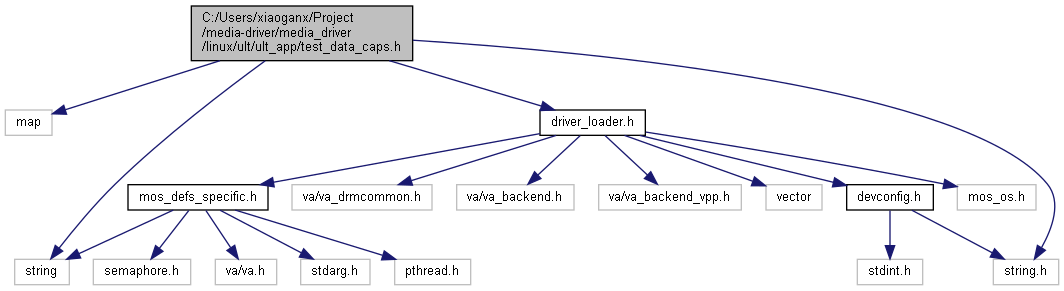 C:/Users/xiaoganx/Project
/media-driver/media_driver
/linux/ult/ult_app/test_data_caps.h
map
driver_loader.h
mos_defs_specific.h
va/va_drmcommon.h
va/va_backend.h
va/va_backend_vpp.h
vector
devconfig.h
mos_os.h
string
semaphore.h
va/va.h
stdarg.h
pthread.h
stdint.h
string.h